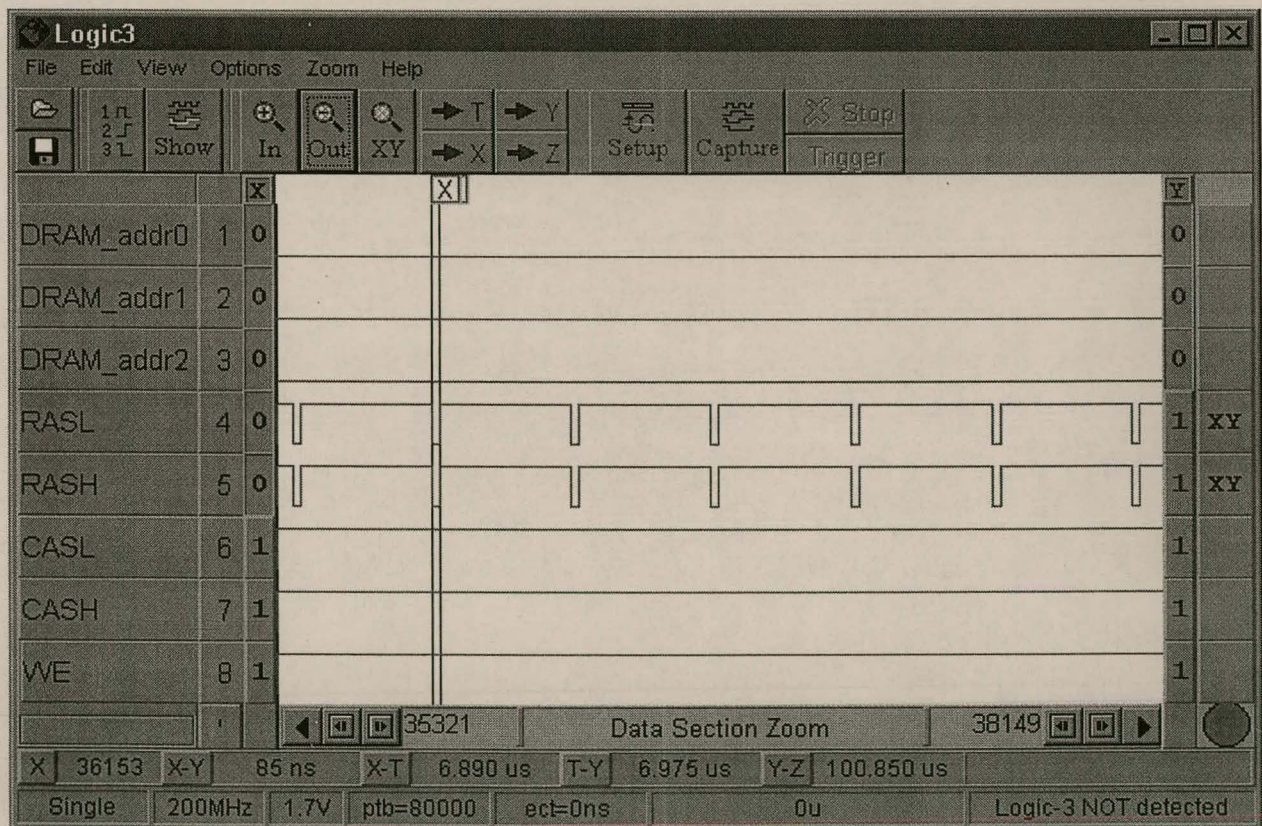 Logic3
File Edit View Options Zoom Help
1 2 3 Show In Out XY T Y X Z Setup Capture Stop Trigger
X X Y
DRAM_addr0 1 0 0
DRAM_addr1 2 0 0
DRAM_addr2 3 0 0
RASL 4 0 1 XY
RASH 5 0 1 XY
CASL 6 1 1
CASH 7 1 1
WE 8 1 1
35321 Data Section Zoom 38149
X 36153 X-Y 85 ns X-T 6.890 us T-Y 6.975 us Y-Z 100.850 us
Single 200MHz 1.7V ptb=80000 ect=0ns 0u Logic-3 NOT detected